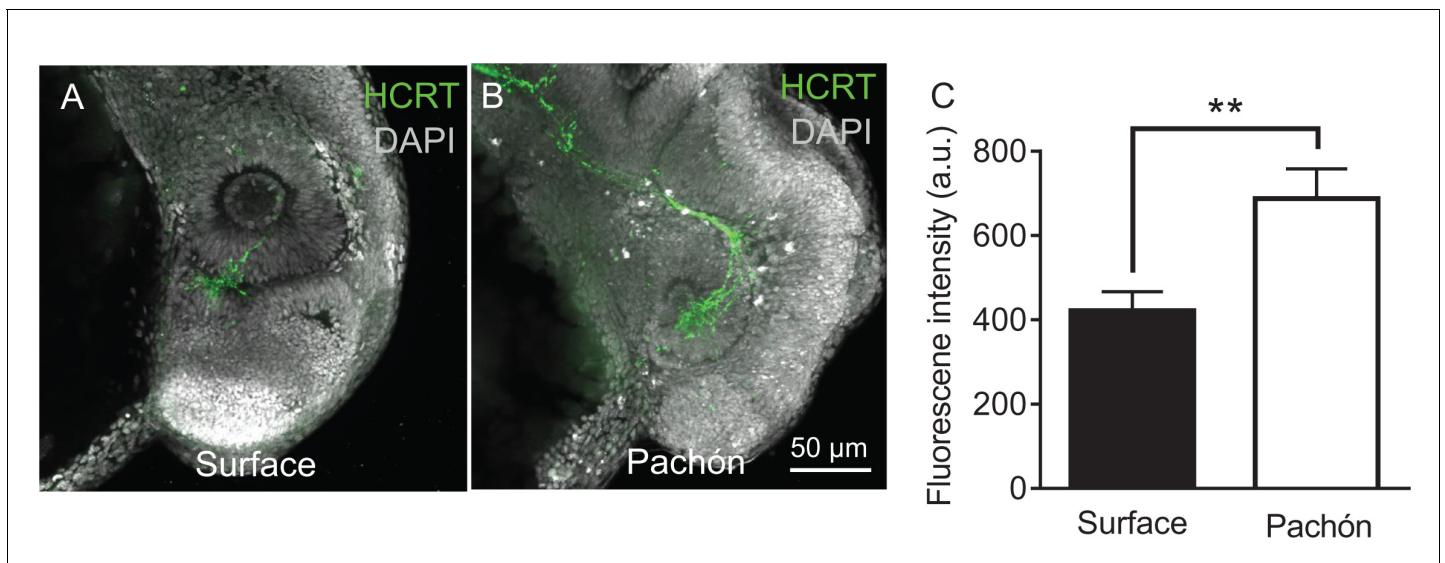 A
HCRT
DAPI
Surface
B
HCRT
DAPI
Pachón
50 µm
C
**
Fluorescene intensity (a.u.)
800
600
400
200
0
Surface
Pachón